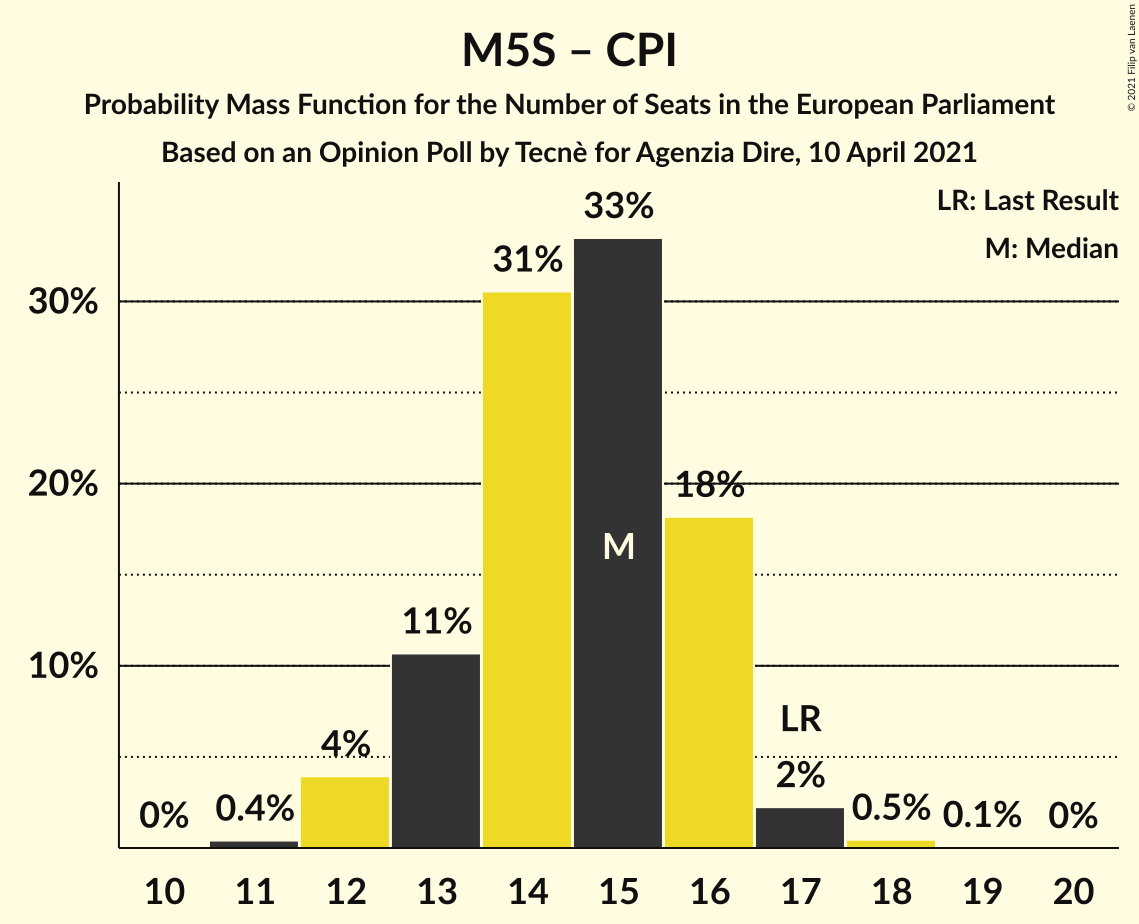 M5S – CPI
Probability Mass Function for the Number of Seats in the European Parliament
Based on an Opinion Poll by Tecnè for Agenzia Dire, 10 April 2021
© 2021 Filip van Laenen
LR: Last Result
M: Median
33%
31%
30%
20%
18%
M
11%
10%
LR
4%
2%
0%
0.4%
0.5%
0.1%
0%
10 11 12 13 14 15 16 17 18 19 20